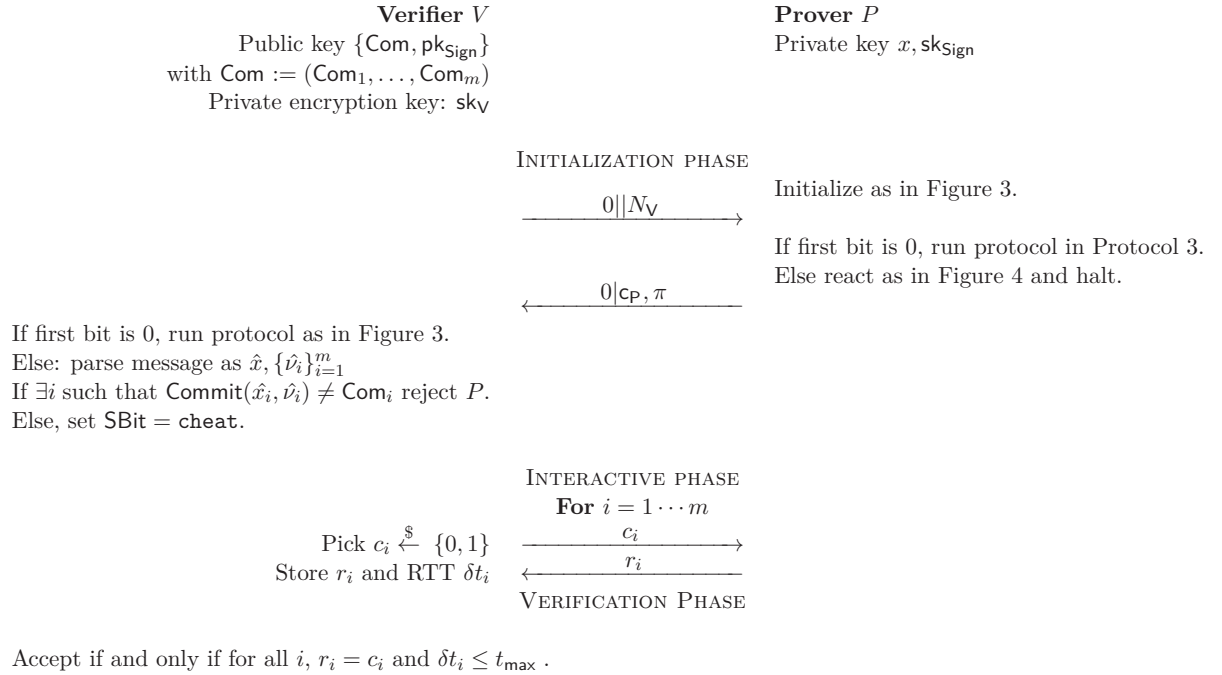 Verifier V
Prover P
Public key {Com, pk_Sign}
Private key x, sk_Sign
with Com := (Com_1, . . . , Com_m)
Private encryption key: sk_V
INITIALIZATION PHASE
Initialize as in Figure 3.
0||N_V
If first bit is 0, run protocol in Protocol 3.
Else react as in Figure 4 and halt.
0|c_P, π
If first bit is 0, run protocol as in Figure 3.
Else: parse message as x̂, {ν̂_i}_{i=1}^m
If ∃i such that Commit(x̂_i, ν̂_i) ≠ Com_i reject P.
Else, set SBit = cheat.
INTERACTIVE PHASE
For i = 1 · · · m
Pick c_i ←$ {0, 1}
c_i
Store r_i and RTT δt_i
r_i
VERIFICATION PHASE
Accept if and only if for all i, r_i = c_i and δt_i ≤ t_max .